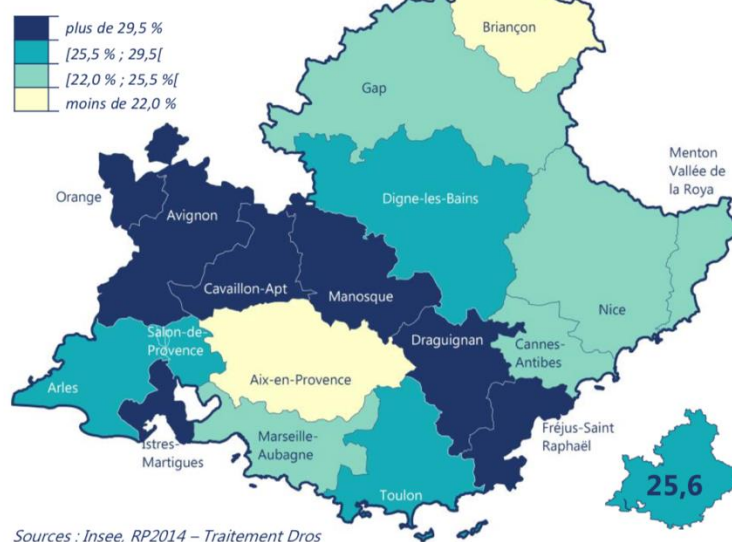 plus de 29,5 %
[25,5 % ; 29,5[
[22,0 % ; 25,5 %[
moins de 22,0 %
Briançon
Gap
Menton
Vallée de
la Roya
Orange
Avignon
Digne-les-Bains
Cavaillon-Apt
Manosque
Nice
Salon-de-
Provence
Draguignan
Cannes-
Antibes
Arles
Aix-en-Provence
Istres-
Martigues
Marseille-
Aubagne
Fréjus-Saint
Raphaël
Toulon
25,6
Sources : Insee, RP2014 – Traitement Dros